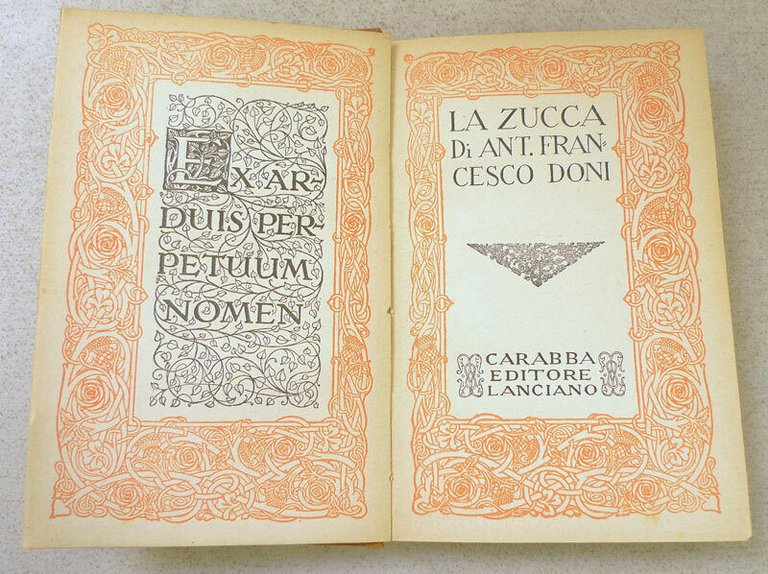 EX AR-
DUIS PER-
PETUUM
NOMEN
LA ZUCCA
Di ANT. FRAN-
CESCO DONI
CARABBA
EDITORE
LANCIANO